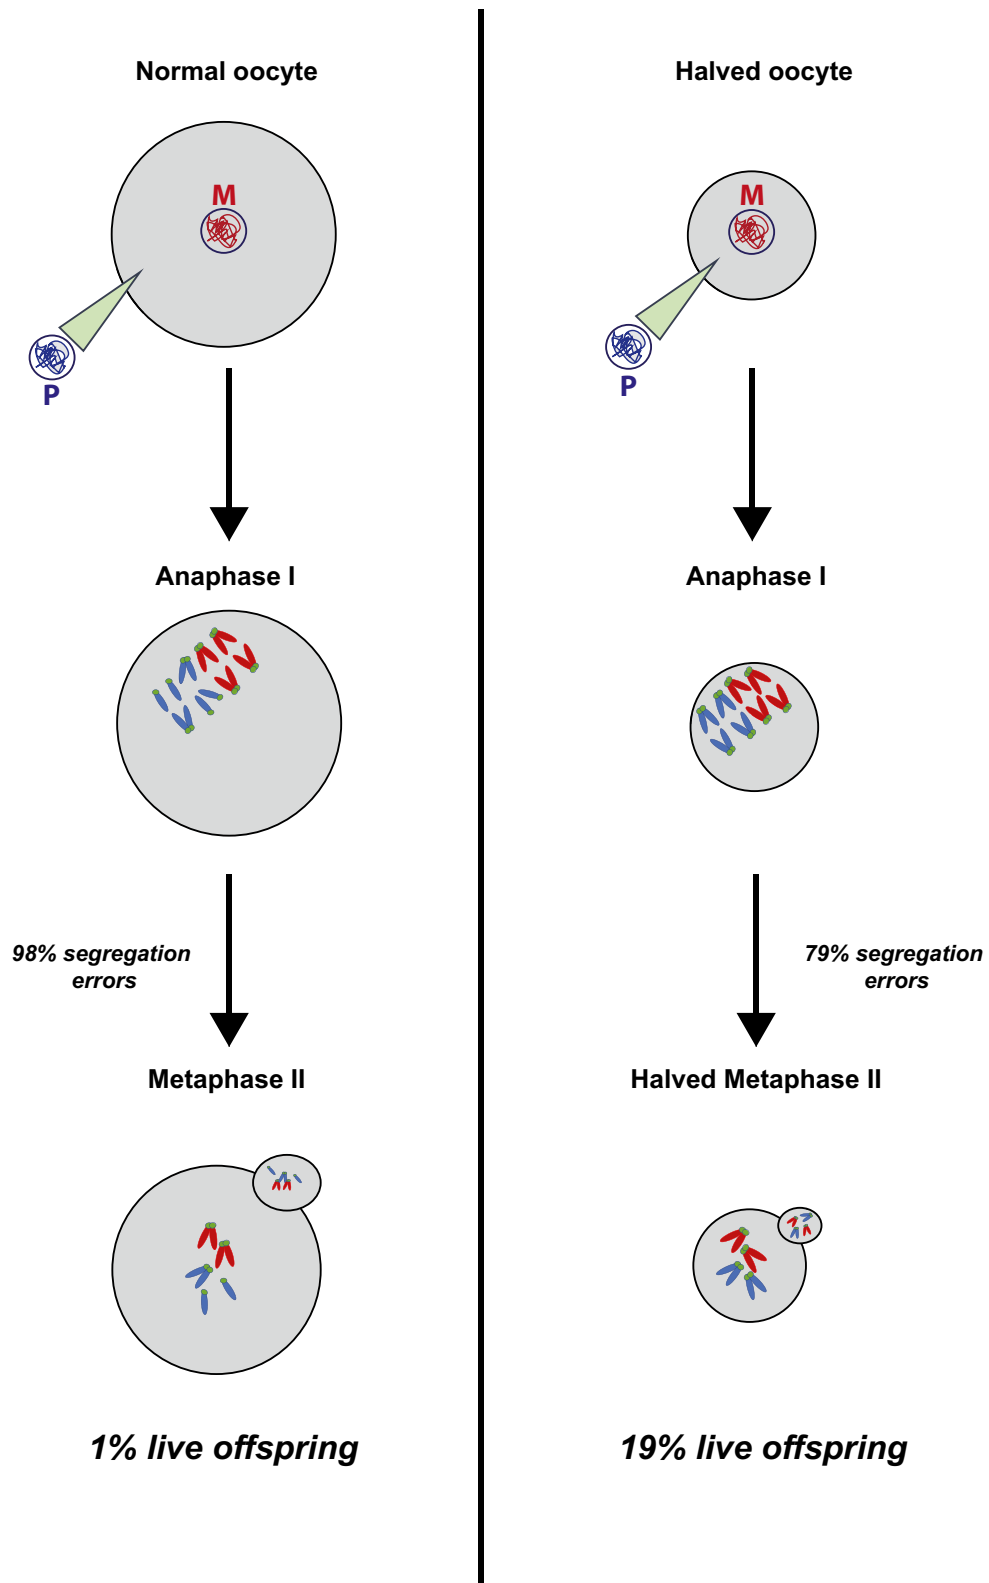 Normal oocyte
M
P
Anaphase I
98% segregation
errors
Metaphase II
1% live offspring
Halved oocyte
M
P
Anaphase I
79% segregation
errors
Halved Metaphase II
19% live offspring